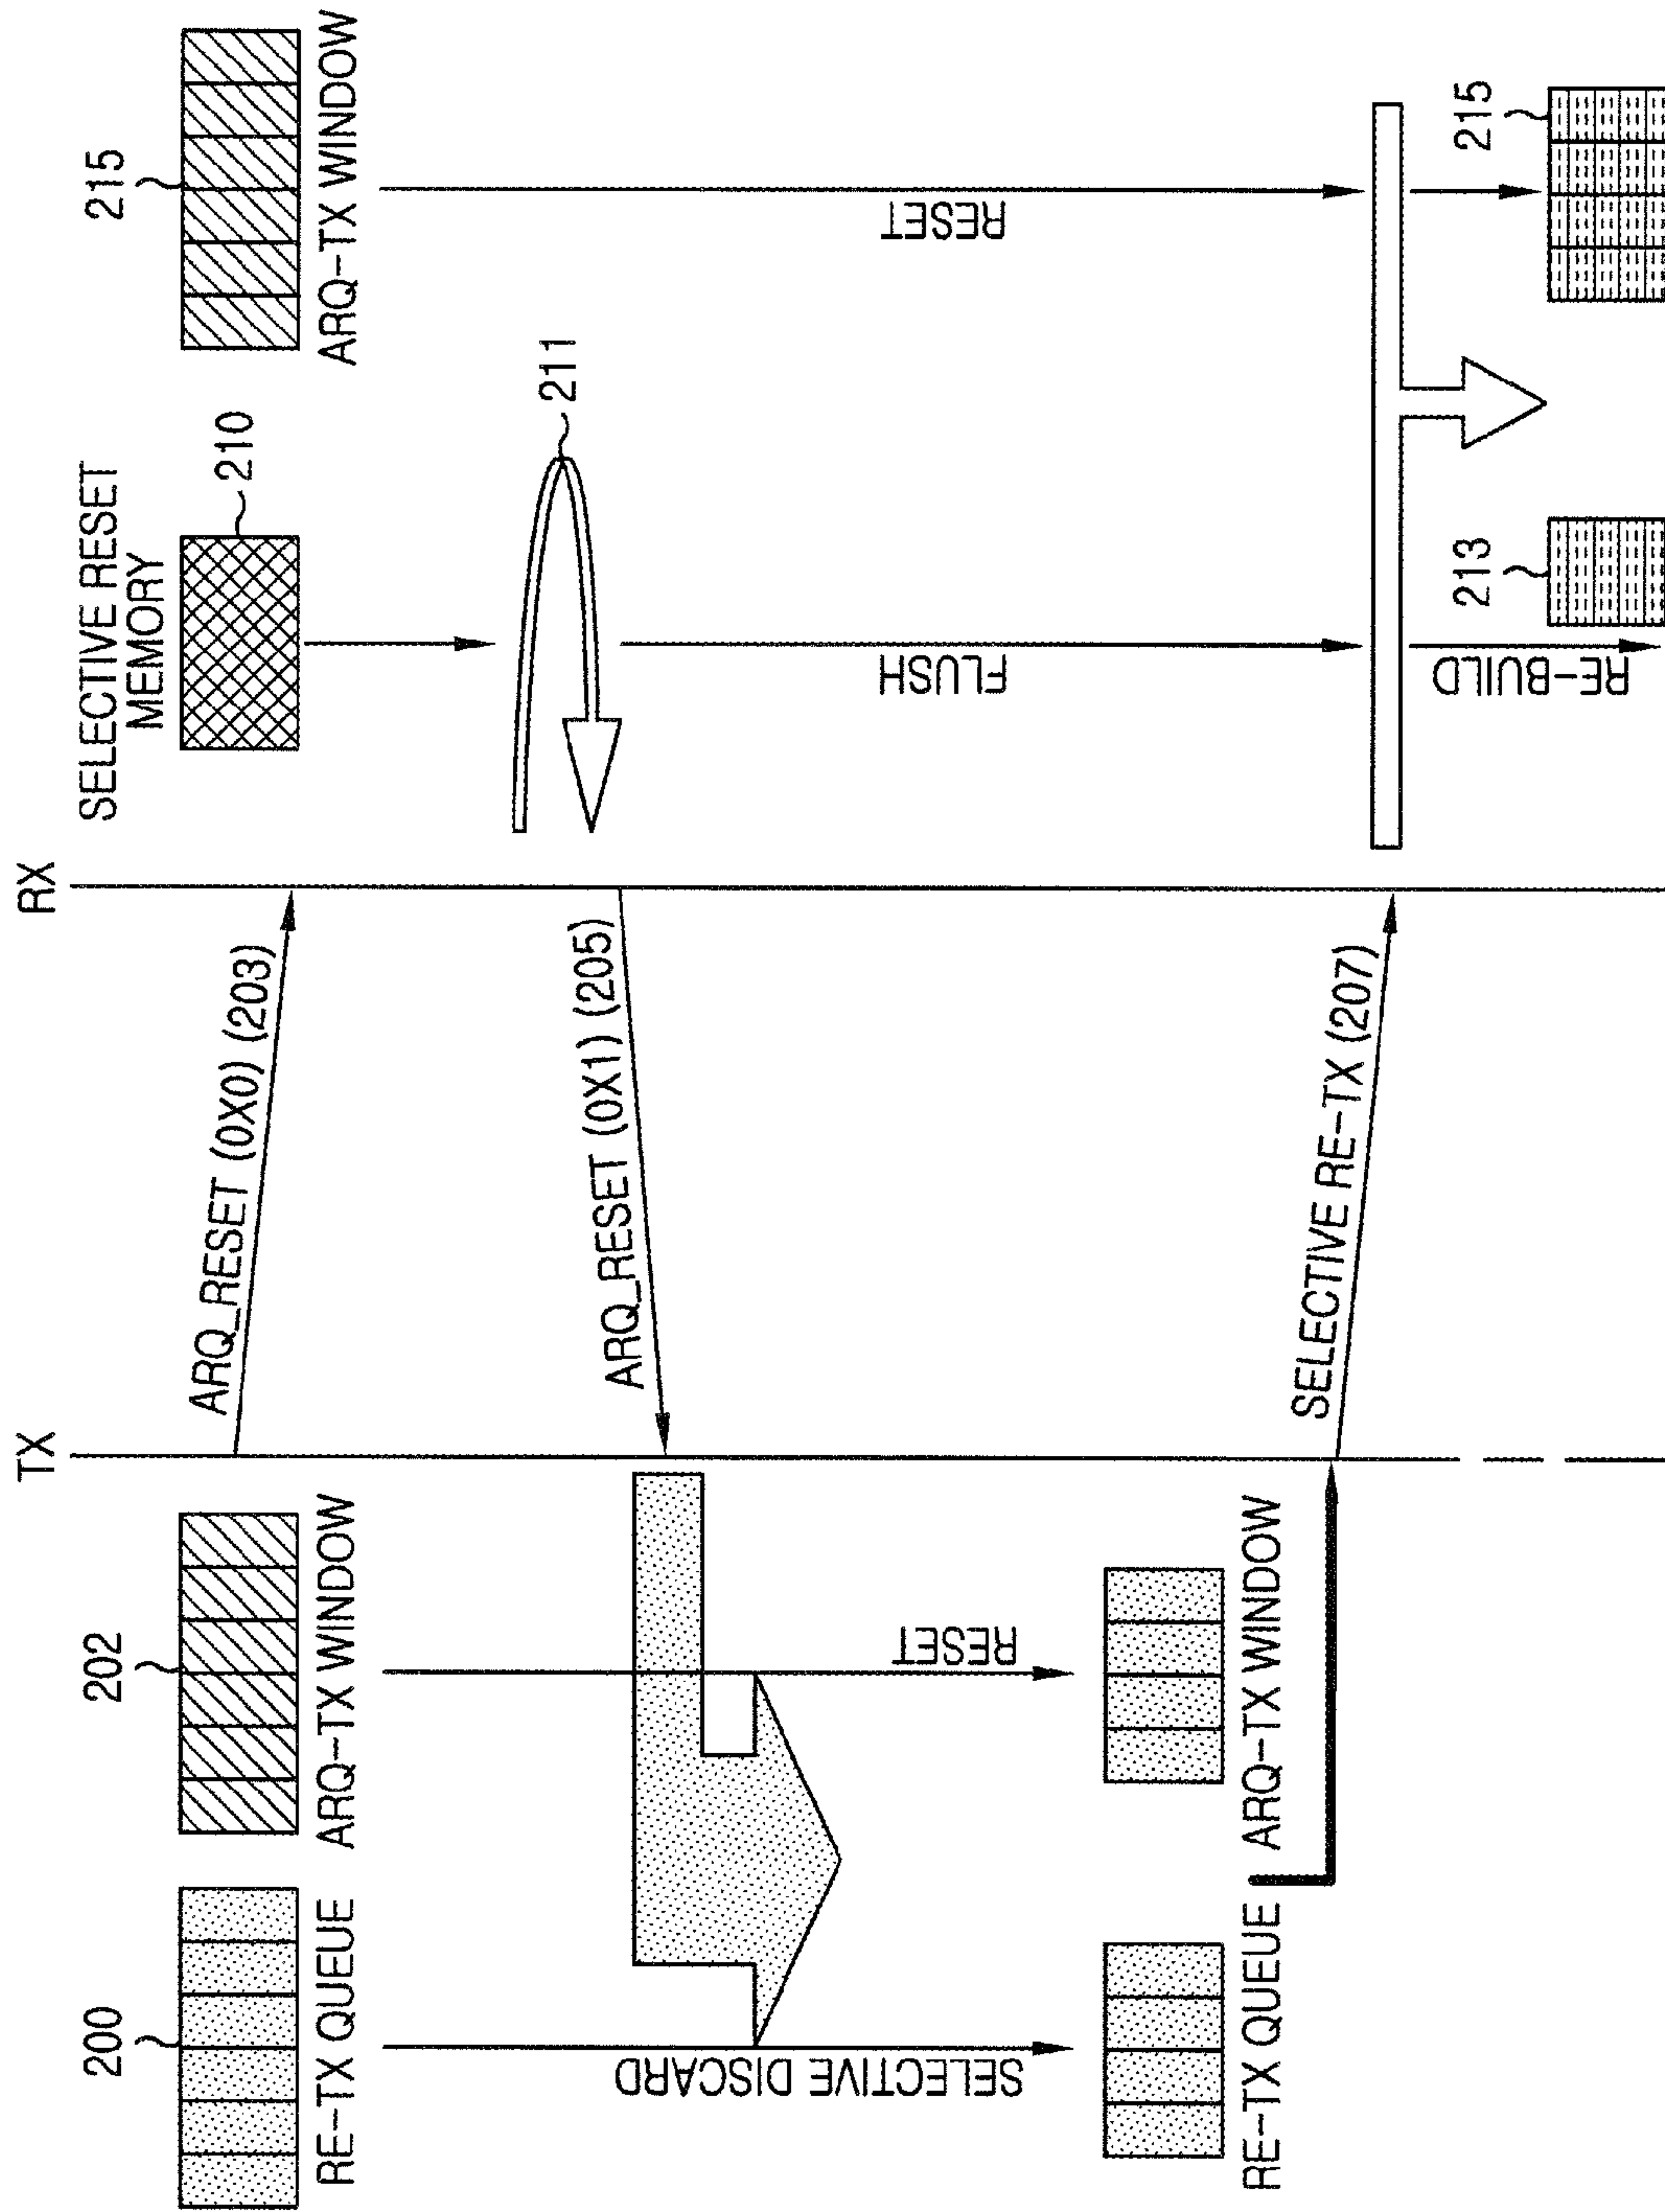 TX
RX
200
202
RE-TX QUEUE
ARQ-TX WINDOW
SELECTIVE RESET
MEMORY
210
215
ARQ-TX WINDOW
ARQ_RESET (0X0) (203)
211
ARQ_RESET (0X1) (205)
SELECTIVE DISCARD
RESET
FLUSH
RESET
RE-TX QUEUE
ARQ-TX WINDOW
SELECTIVE RE-TX (207)
RE-BUILD
213
215